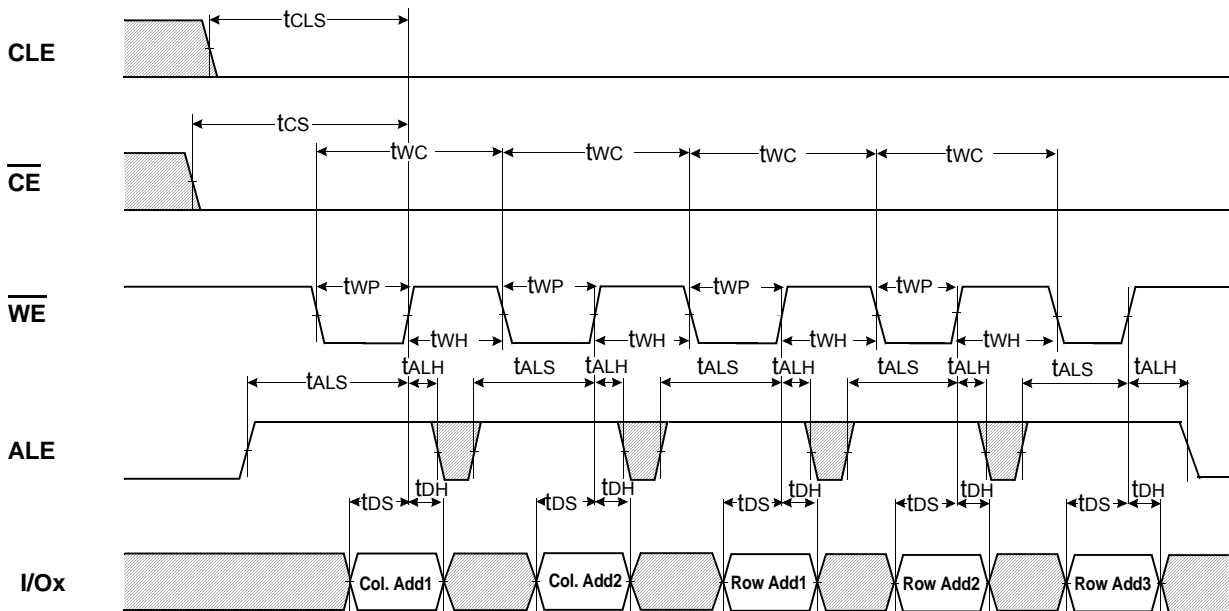 tCLS
CLE
tCS
tWC tWC tWC tWC
CE
tWP tWP tWP tWP
WE
tWH tWH tWH tWH
tALS tALH tALS tALH tALS tALH tALS tALH tALS tALH
ALE
tDS tDH tDS tDH tDS tDH tDS tDH tDS tDH
I/Ox Col. Add1 Col. Add2 Row Add1 Row Add2 Row Add3